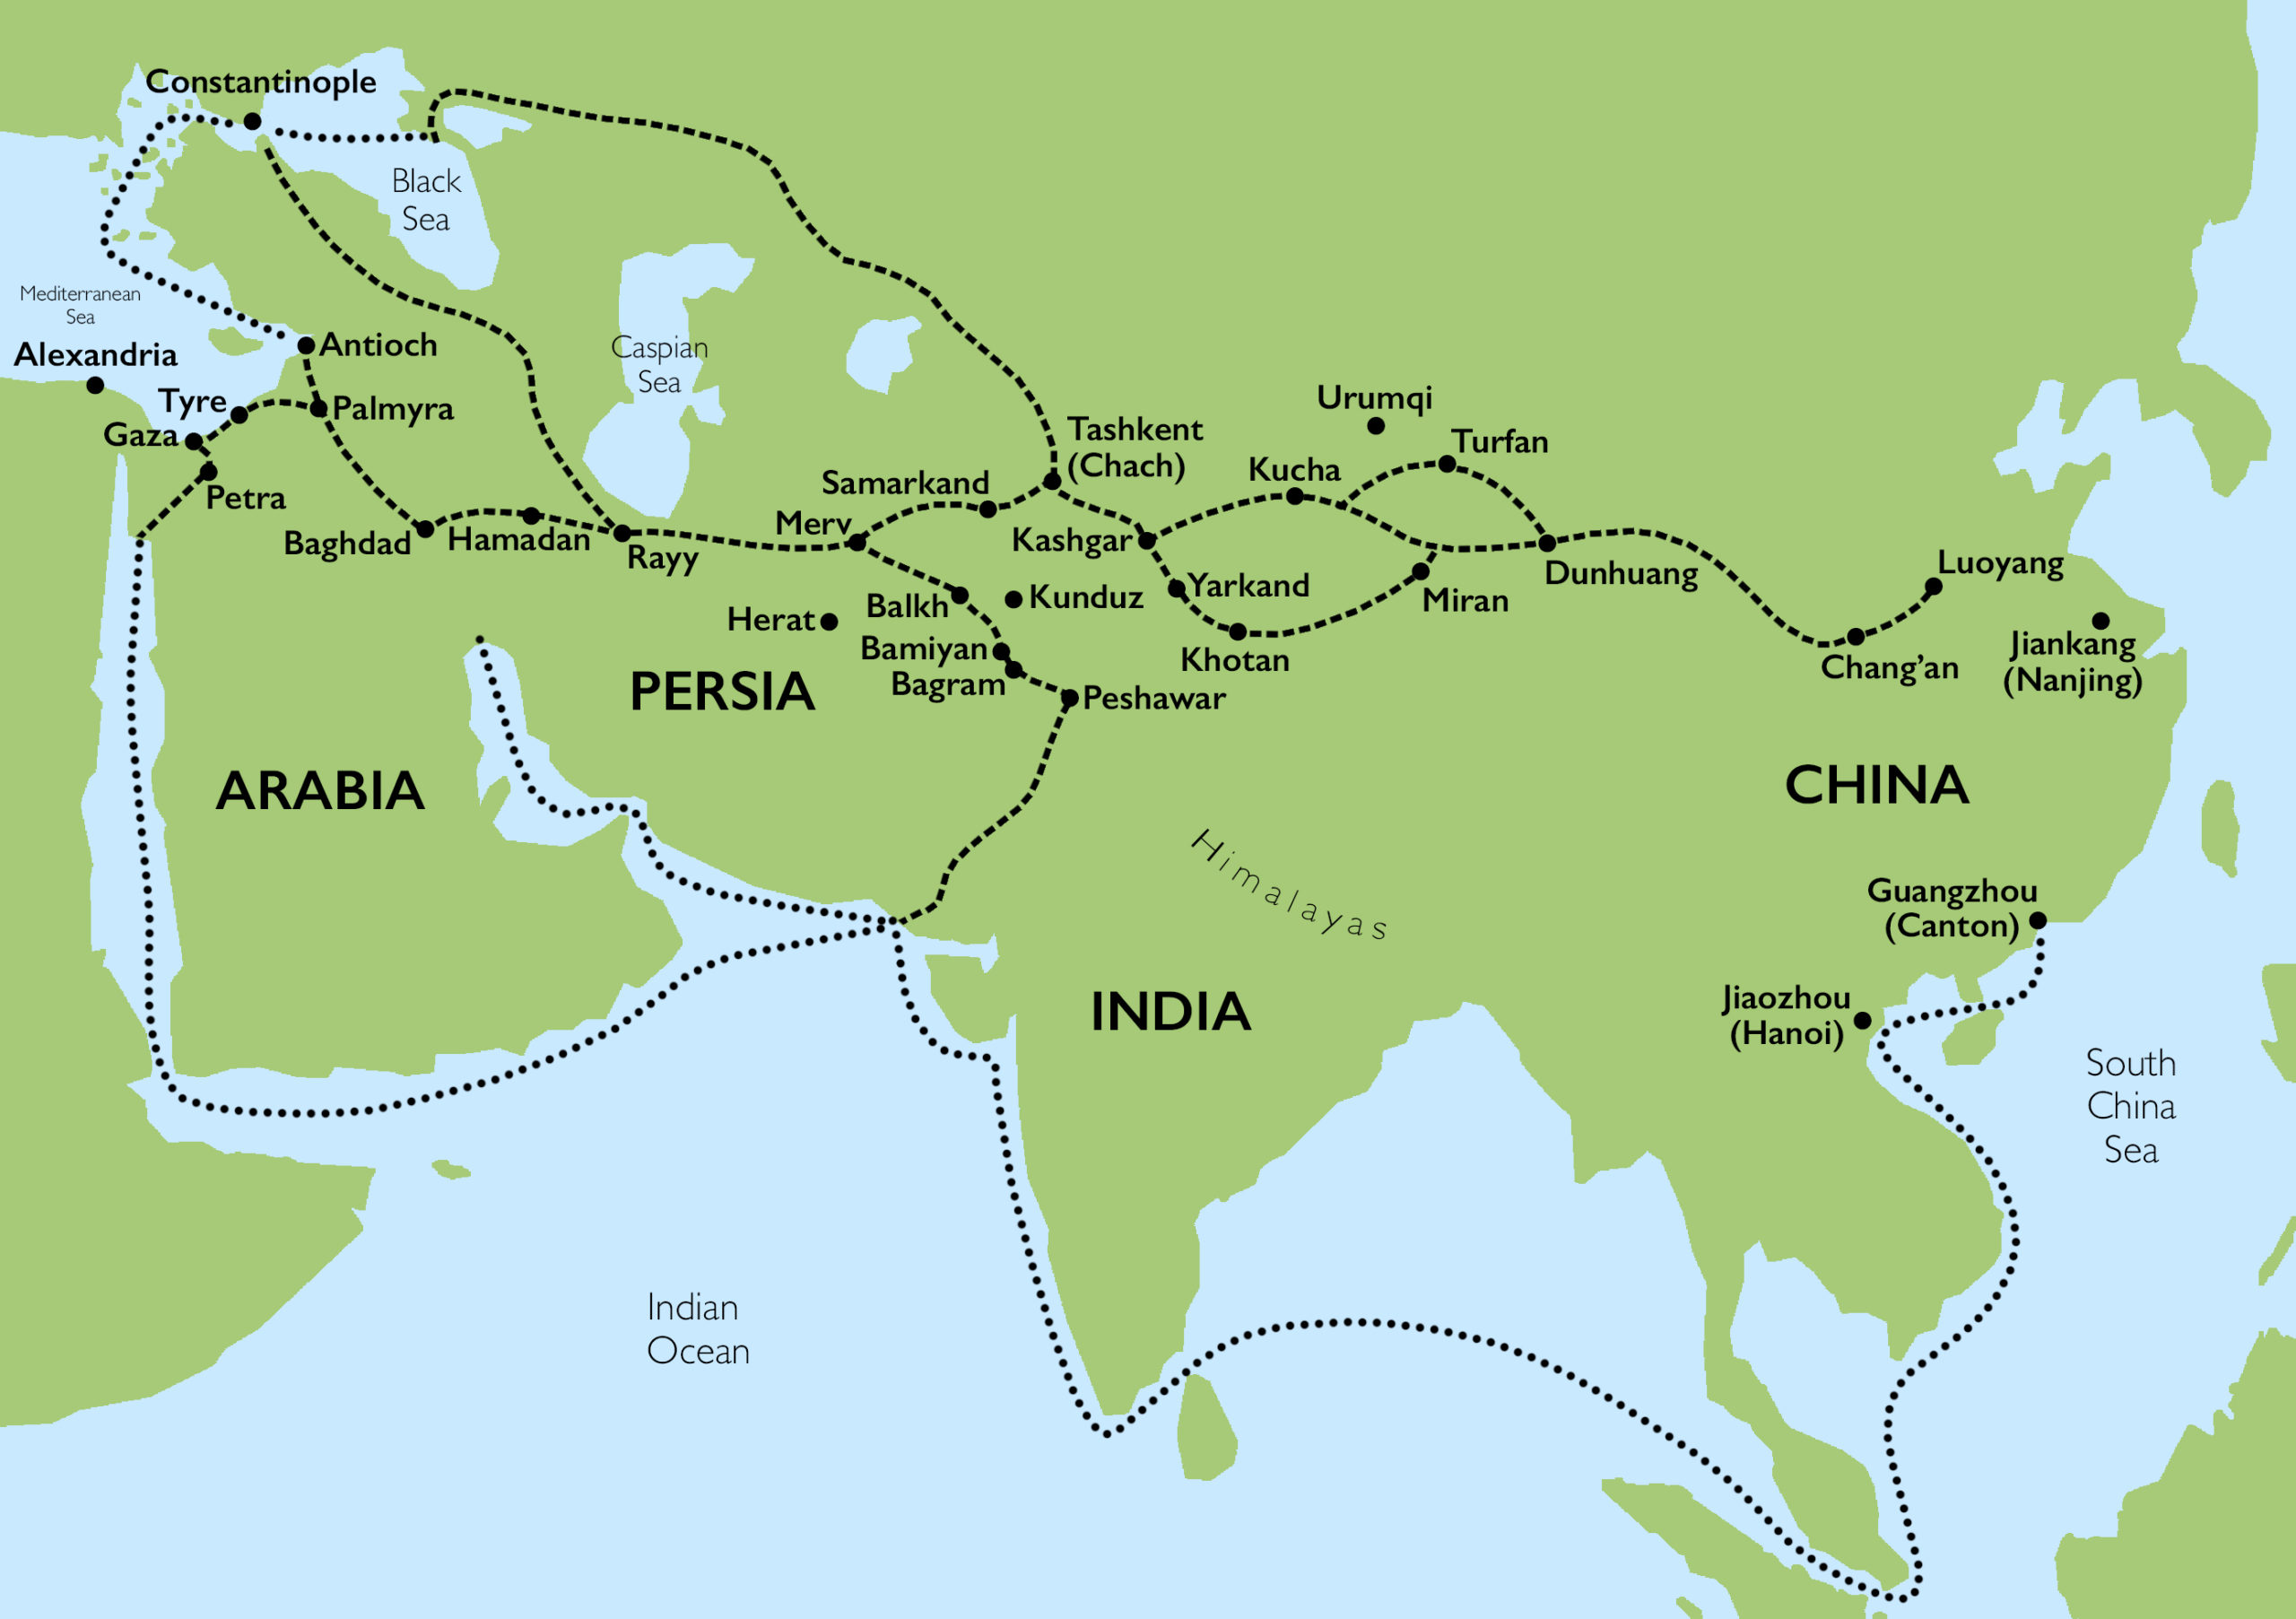 Constantinople
Black
Sea
Mediterranean
Sea
Antioch
Alexandria
Caspian
Sea
Tyre
Palmyra
Gaza
Petra
Urumqi
Tashkent
(Chach)
Turfan
Kucha
Samarkand
Merv
Kashgar
Baghdad
Hamadan
Rayy
Luoyang
Dunhuang
Yarkand
Miran
Kunduz
Balkh
Herat
Bamiyan
Khotan
Jiankang
(Nanjing)
Chang’an
Bagram
PERSIA
Peshawar
ARABIA
CHINA
Himalayas
Guangzhou
(Canton)
INDIA
Jiaozhou
(Hanoi)
South
China
Sea
Indian
Ocean